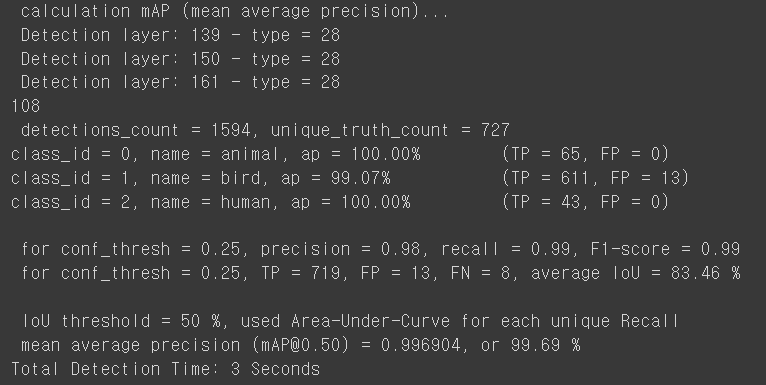 calculation mAP (mean average precision)...
Detection layer: 139 - type = 28
Detection layer: 150 - type = 28
Detection layer: 161 - type = 28
108
detections_count = 1594, unique_truth_count = 727
class_id = 0, name = animal, ap = 100.00% (TP = 65, FP = 0)
class_id = 1, name = bird, ap = 99.07% (TP = 611, FP = 13)
class_id = 2, name = human, ap = 100.00% (TP = 43, FP = 0)
for conf_thresh = 0.25, precision = 0.98, recall = 0.99, F1-score = 0.99
for conf_thresh = 0.25, TP = 719, FP = 13, FN = 8, average IoU = 83.46 %
IoU threshold = 50 %, used Area-Under-Curve for each unique Recall
mean average precision (mAP@0.50) = 0.996904, or 99.69 %
Total Detection Time: 3 Seconds